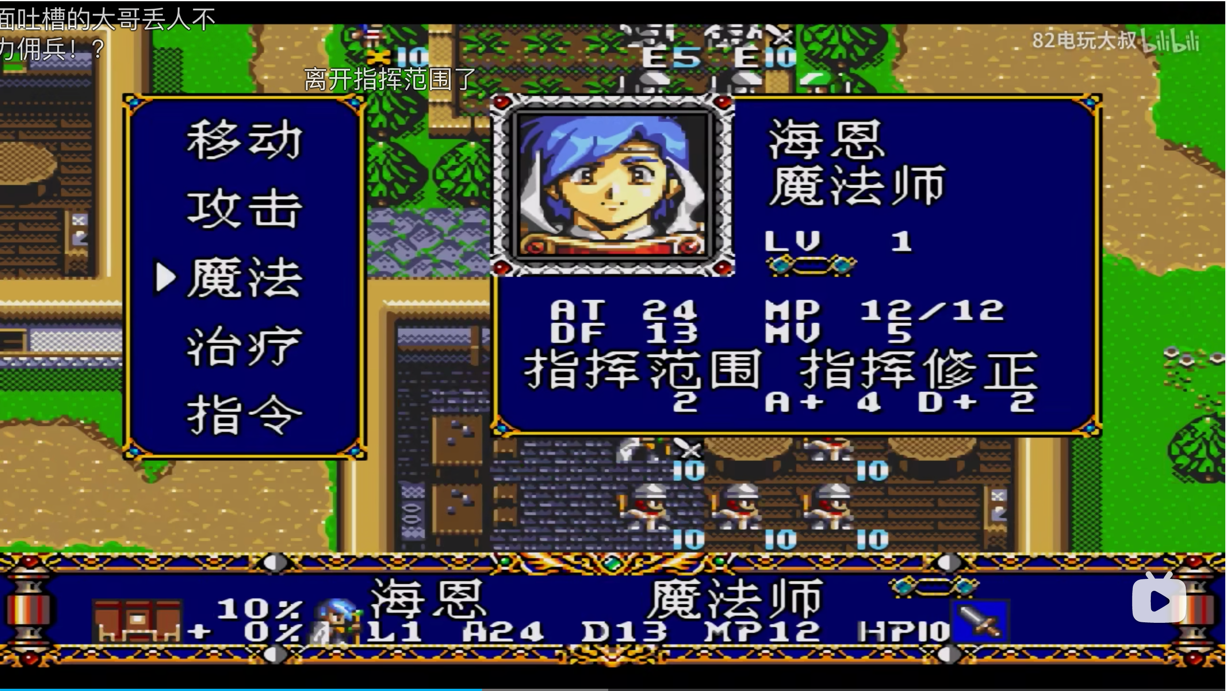 面吐槽的大哥丢人不
力佣兵！？
离开指挥范围了
82电玩大叔 bilibili
10
E5 E10
移动
攻击
魔法
治疗
指令
海恩
魔法师
LV 1
AT 24 MP 12/12
DF 13 MV 5
指挥范围 指挥修正
2 A+ 4 D+ 2
10 10
10 10 10
10% 海恩 魔法师
+ 0% L1 A24 D13 MP12 HP10